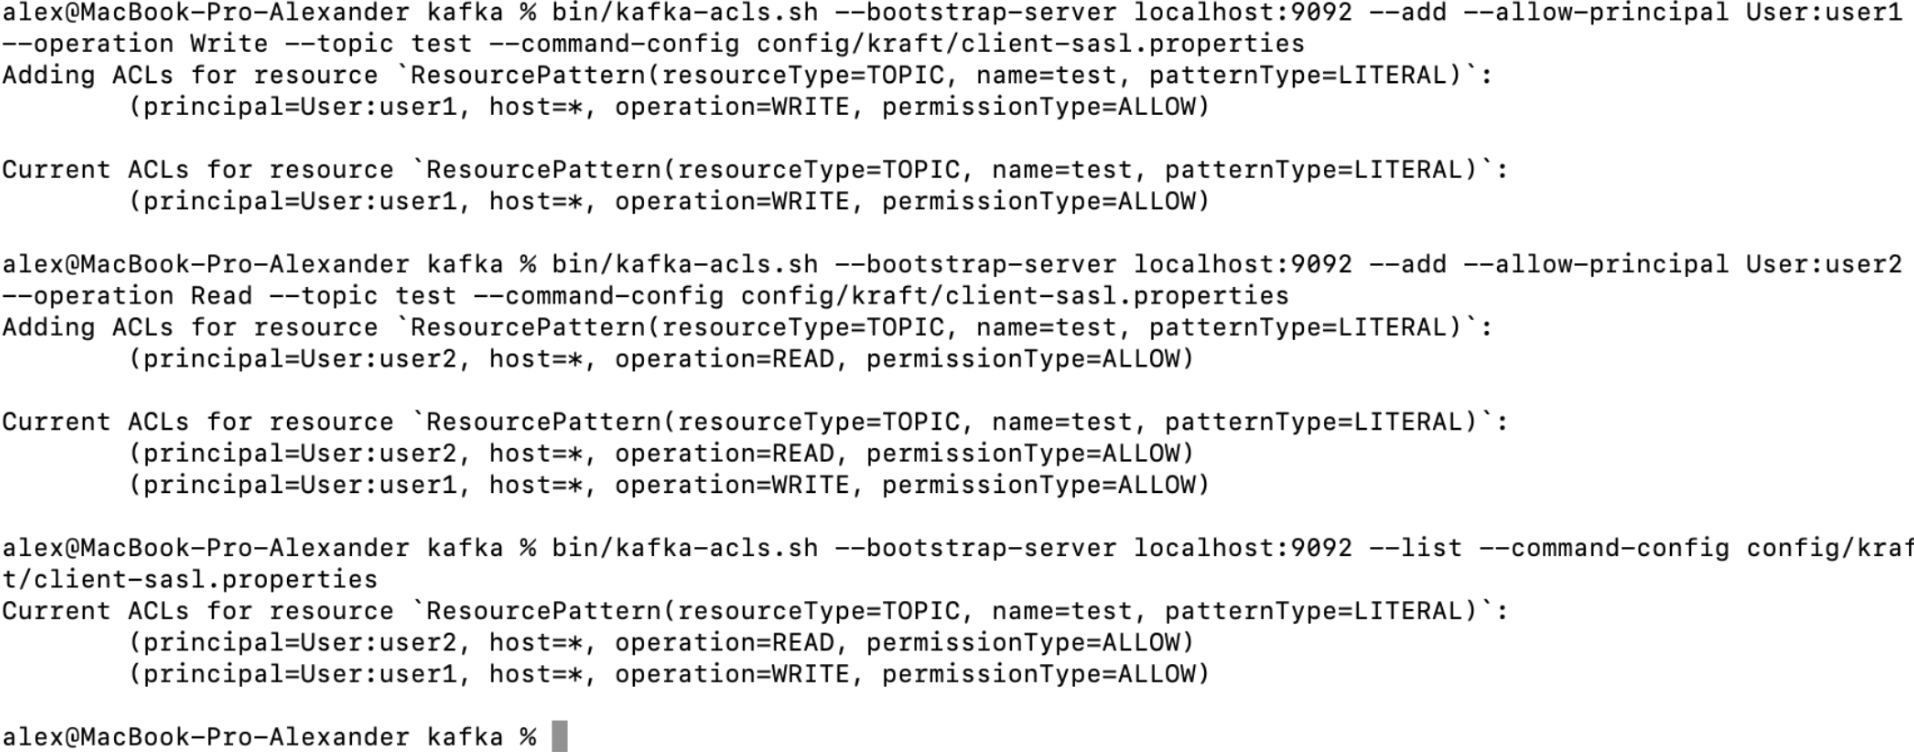 alex@MacBook-Pro-Alexander kafka % bin/kafka-acls.sh --bootstrap-server localhost:9092 --add --allow-principal User:user1
--operation Write --topic test --command-config config/kraft/client-sasl.properties
Adding ACLs for resource `ResourcePattern(resourceType=TOPIC, name=test, patternType=LITERAL)`:
        (principal=User:user1, host=*, operation=WRITE, permissionType=ALLOW)

Current ACLs for resource `ResourcePattern(resourceType=TOPIC, name=test, patternType=LITERAL)`:
        (principal=User:user1, host=*, operation=WRITE, permissionType=ALLOW)

alex@MacBook-Pro-Alexander kafka % bin/kafka-acls.sh --bootstrap-server localhost:9092 --add --allow-principal User:user2
--operation Read --topic test --command-config config/kraft/client-sasl.properties
Adding ACLs for resource `ResourcePattern(resourceType=TOPIC, name=test, patternType=LITERAL)`:
        (principal=User:user2, host=*, operation=READ, permissionType=ALLOW)

Current ACLs for resource `ResourcePattern(resourceType=TOPIC, name=test, patternType=LITERAL)`:
        (principal=User:user2, host=*, operation=READ, permissionType=ALLOW)
        (principal=User:user1, host=*, operation=WRITE, permissionType=ALLOW)

alex@MacBook-Pro-Alexander kafka % bin/kafka-acls.sh --bootstrap-server localhost:9092 --list --command-config config/kraf
t/client-sasl.properties
Current ACLs for resource `ResourcePattern(resourceType=TOPIC, name=test, patternType=LITERAL)`:
        (principal=User:user2, host=*, operation=READ, permissionType=ALLOW)
        (principal=User:user1, host=*, operation=WRITE, permissionType=ALLOW)

alex@MacBook-Pro-Alexander kafka %